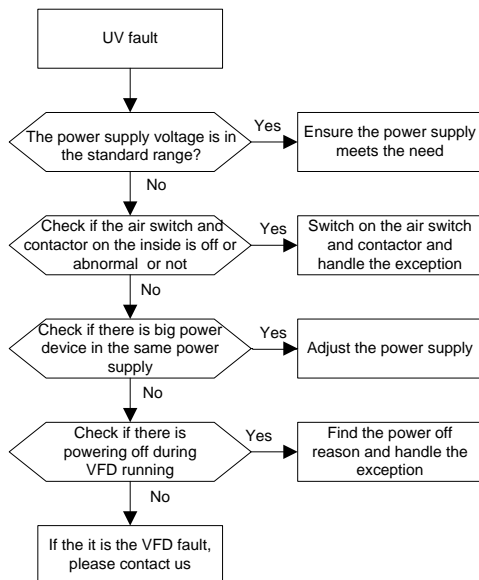 UV fault
The power supply voltage is in
the standard range?
Yes
Ensure the power supply
meets the need
No
Check if the air switch and
contactor on the inside is off or
abnormal or not
Yes
Switch on the air switch
and contactor and
handle the exception
No
Check if there is big power
device in the same power
supply
Yes
Adjust the power supply
No
Check if there is
powering off during
VFD running
Yes
Find the power off
reason and handle the
exception
No
If the it is the VFD fault,
please contact us